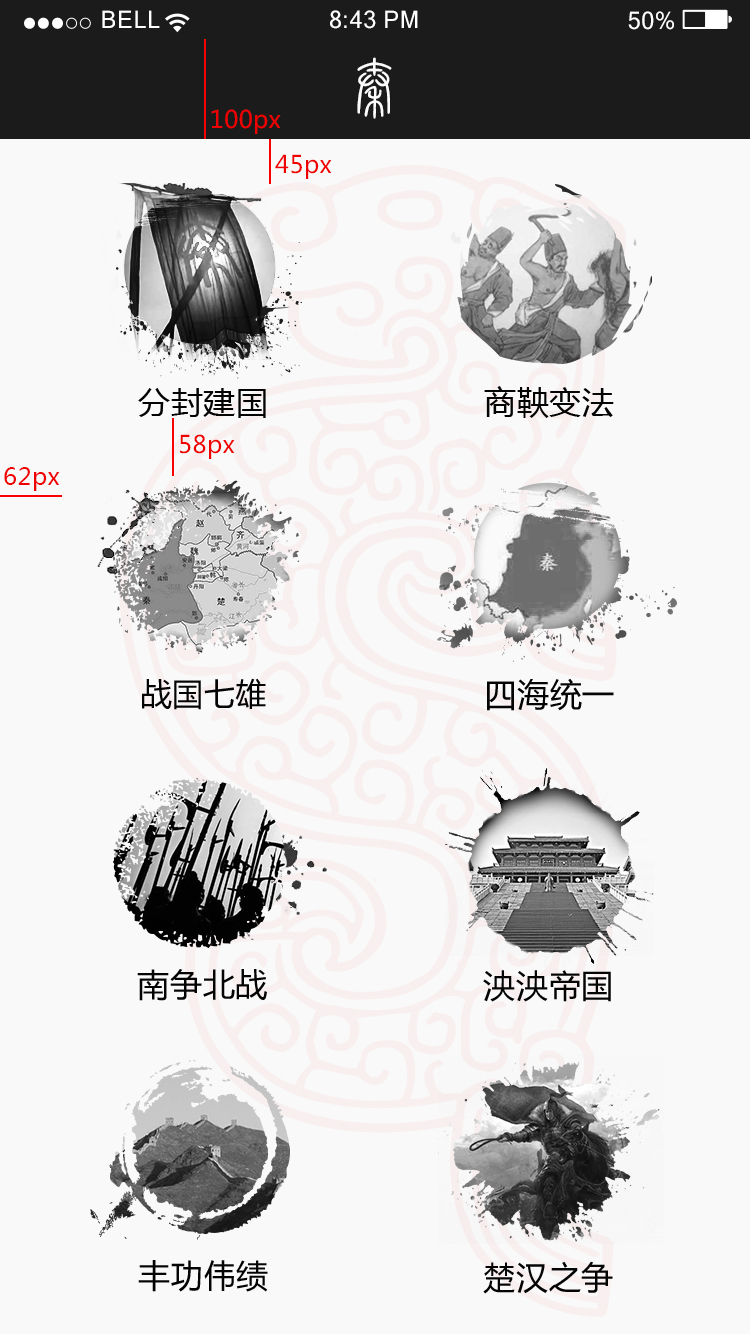 BELL 8:43 PM 50%
秦
100px
45px
分封建国 商鞅变法
58px
62px
赵
齐
魏
韩
秦
楚
秦
战国七雄 四海统一
南争北战 泱泱帝国
丰功伟绩 楚汉之争